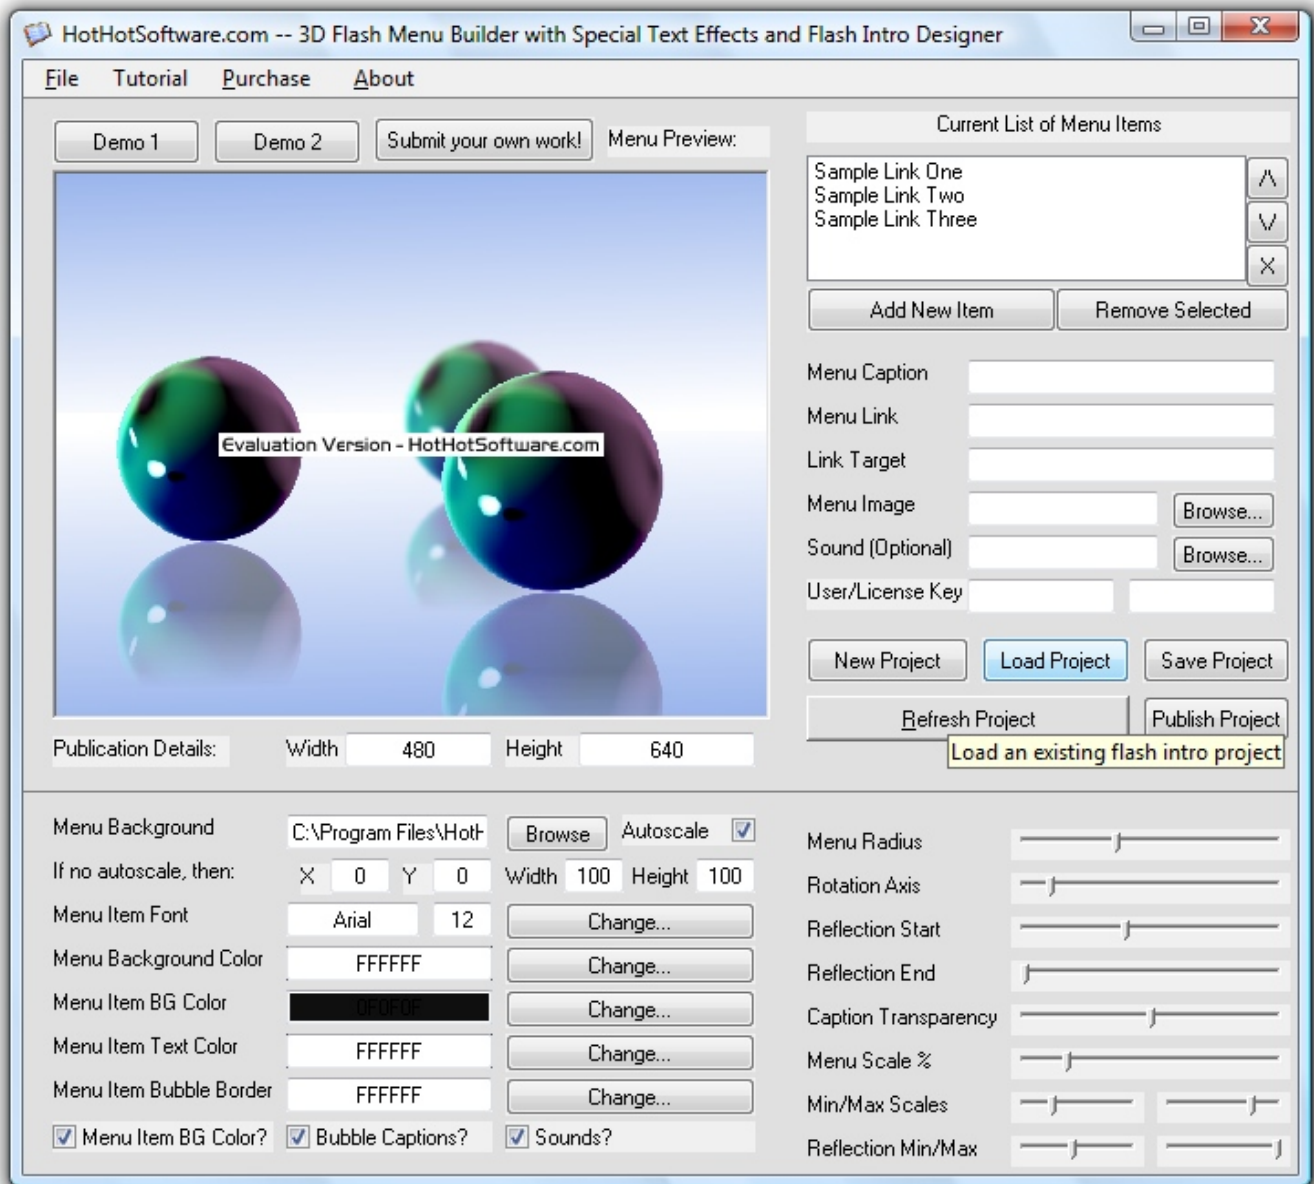 HotHotSoftware.com -- 3D Flash Menu Builder with Special Text Effects and Flash Intro Designer
File Tutorial Purchase About
Demo 1 Demo 2 Submit your own work! Menu Preview:
Evaluation Version - HotHotSoftware.com
Publication Details: Width 480 Height 640
Current List of Menu Items
Sample Link One
Sample Link Two
Sample Link Three
/\
\/
X
Add New Item Remove Selected
Menu Caption
Menu Link
Link Target
Menu Image Browse...
Sound (Optional) Browse...
User/License Key
New Project Load Project Save Project
Refresh Project Publish Project
Load an existing flash intro project
Menu Background C:\Program Files\HotH Browse Autoscale
If no autoscale, then: X 0 Y 0 Width 100 Height 100
Menu Item Font Arial 12 Change...
Menu Background Color FFFFFF Change...
Menu Item BG Color 0F0F0F Change...
Menu Item Text Color FFFFFF Change...
Menu Item Bubble Border FFFFFF Change...
Menu Item BG Color? Bubble Captions? Sounds?
Menu Radius
Rotation Axis
Reflection Start
Reflection End
Caption Transparency
Menu Scale %
Min/Max Scales
Reflection Min/Max